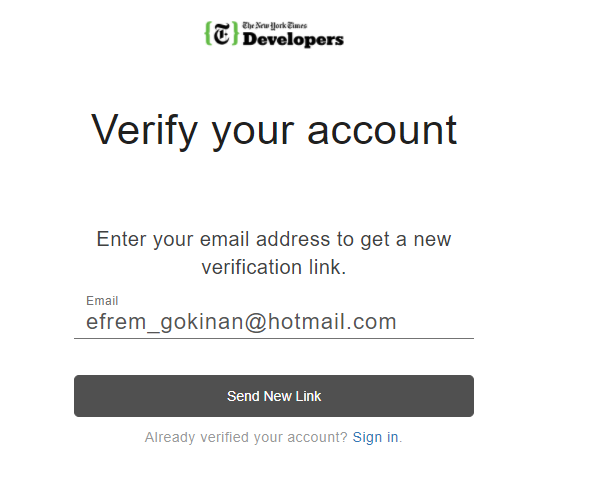 {T} The New York Times
Developers
Verify your account
Enter your email address to get a new
verification link.
Email
efrem_gokinan@hotmail.com
Send New Link
Already verified your account? Sign in.